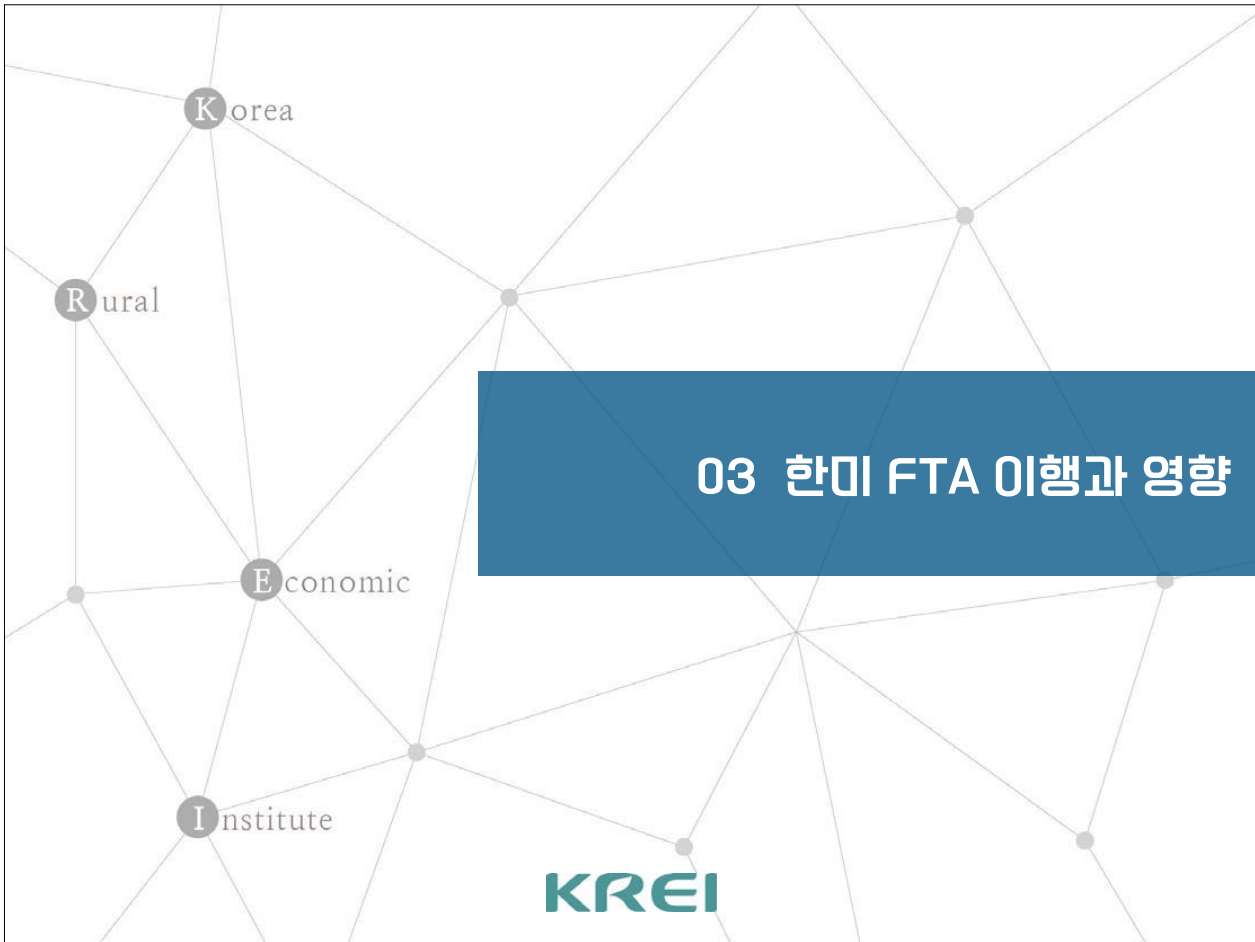 Korea
Rural
03 한미 FTA 이행과 영향
Economic
Institute
KREI